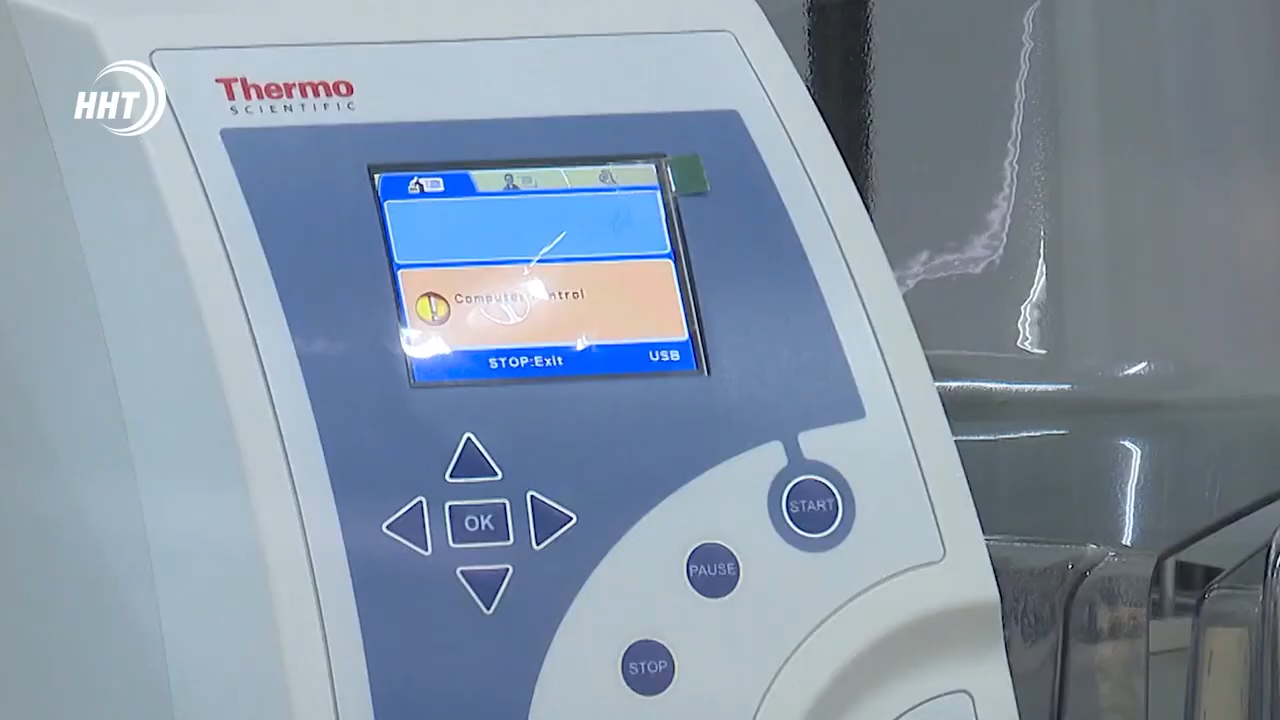 HHT
Thermo
SCIENTIFIC
Computer Control
STOP:Exit
USB
OK
START
PAUSE
STOP